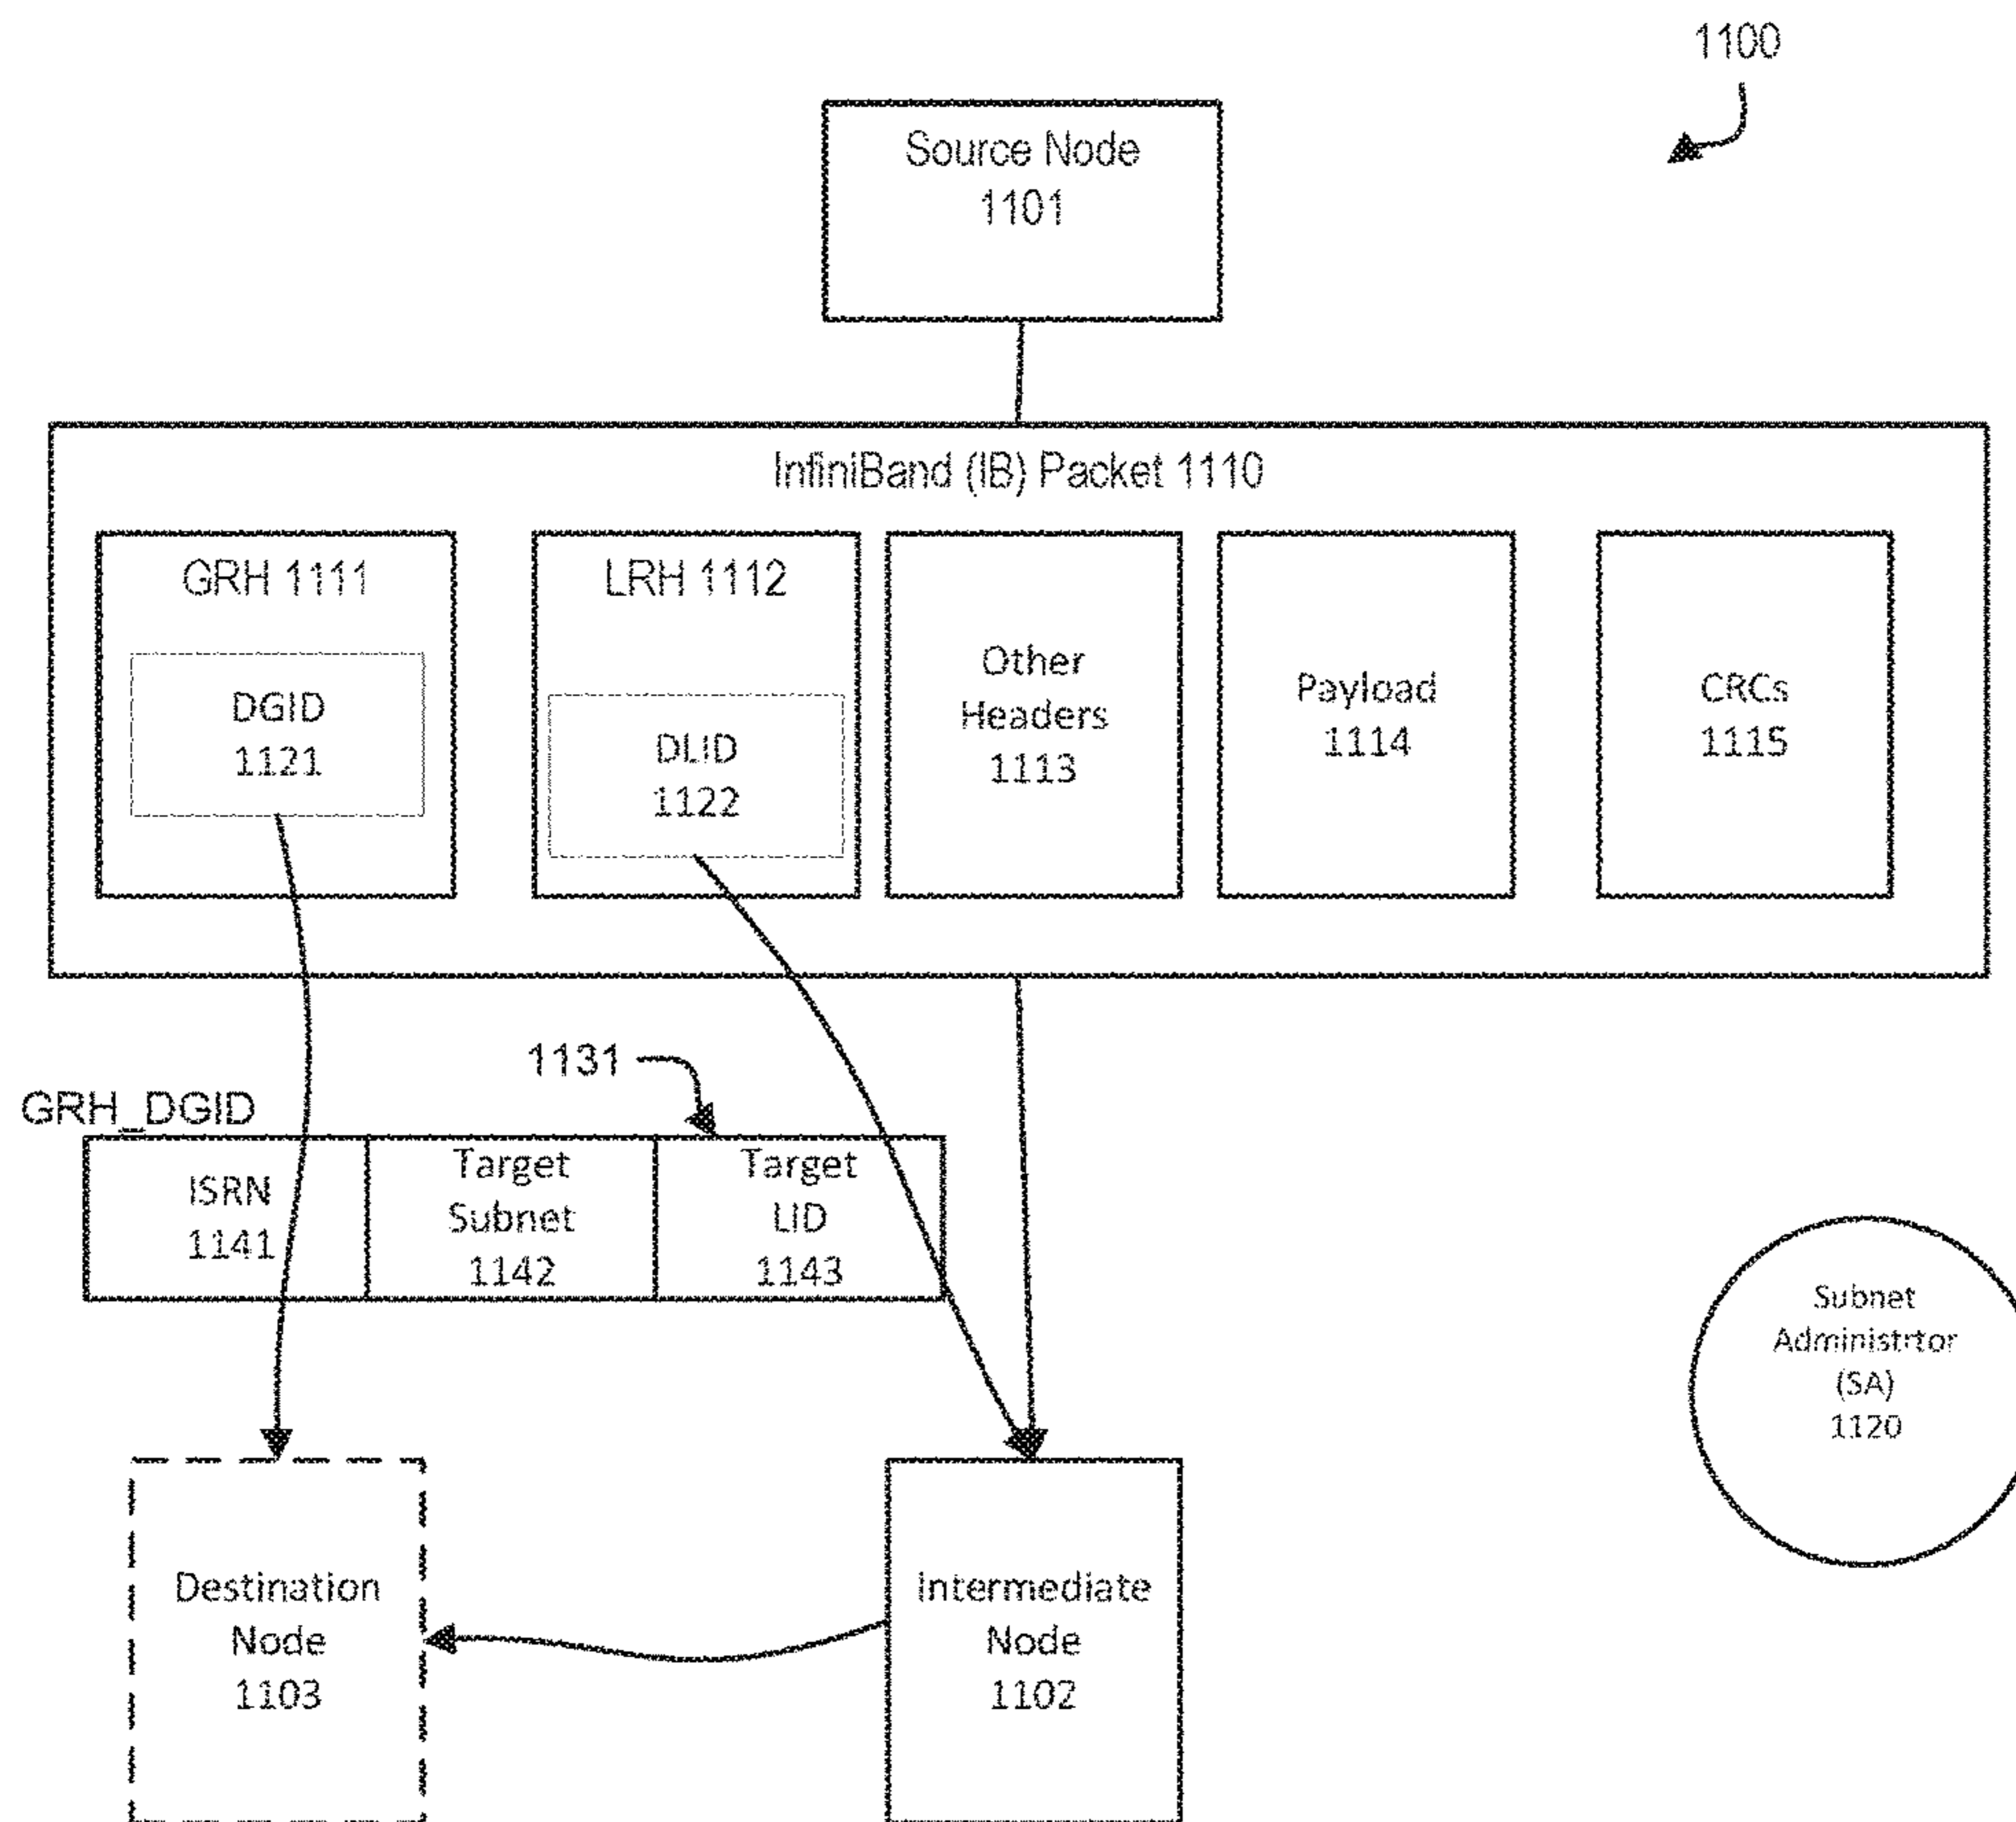 1100
Source Node
1101
InfiniBand (IB) Packet 1110
GRH 1111
DGID
1121
LRH 1112
DLID
1122
Other
Headers
1113
Payload
1114
CRCs
1115
1131
GRH_DGID
ISRN
1141
Target
Subnet
1142
Target
LID
1143
Subnet
Administrtor
(SA)
1120
Destination
Node
1103
Intermediate
Node
1102